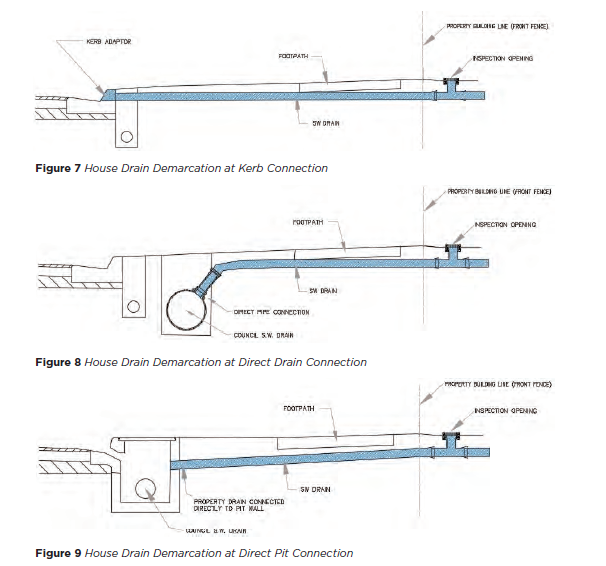 PROPERTY BUILDING LINE (FRONT FENCE)
KERB ADAPTOR
FOOTPATH
INSPECTION OPENING
SW DRAIN
Figure 7 House Drain Demarcation at Kerb Connection
PROPERTY BUILDING LINE (FRONT FENCE)
FOOTPATH
INSPECTION OPENING
SW DRAIN
DIRECT PIPE CONNECTION
COUNCIL S.W. DRAIN
Figure 8 House Drain Demarcation at Direct Drain Connection
PROPERTY BUILDING LINE (FRONT FENCE)
FOOTPATH
INSPECTION OPENING
SW DRAIN
PROPERTY DRAIN CONNECTED
DIRECTLY TO PIT WALL
COUNCIL S.W. DRAIN
Figure 9 House Drain Demarcation at Direct Pit Connection